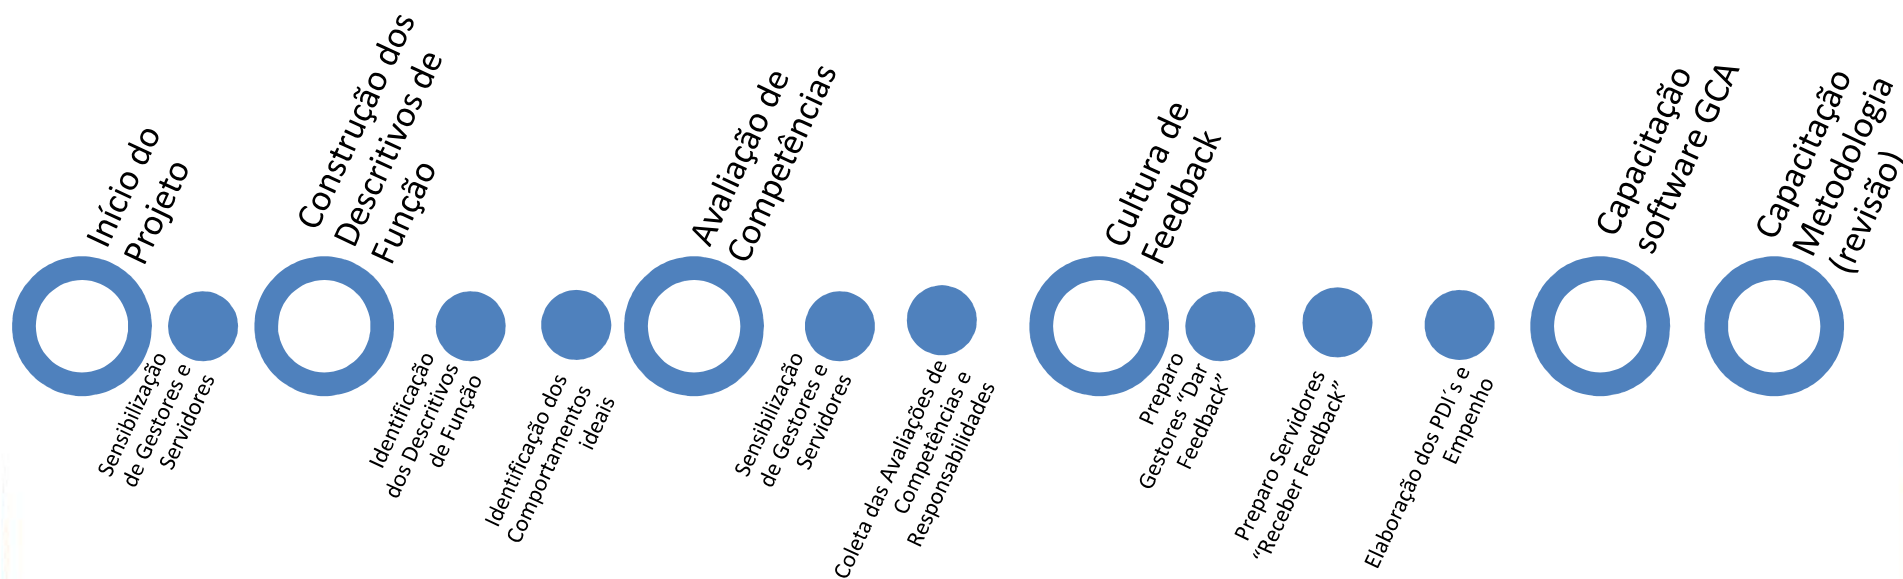 Início do
Projeto
Sensibilização
de Gestores e
Servidores
Construção dos
Descritivos de
Função
Identificação
dos Descritivos
de Função
Identificação dos
Comportamentos
ideais
Avaliação de
Competências
Sensibilização
de Gestores e
Servidores
Coleta das Avaliações de
Competências e
Responsabilidades
Cultura de
Feedback
Preparo
Gestores “Dar
Feedback”
Preparo Servidores
“Receber Feedback”
Elaboração dos PDI´s e
Empenho
Capacitação
software GCA
Capacitação
Metodologia
(revisão)